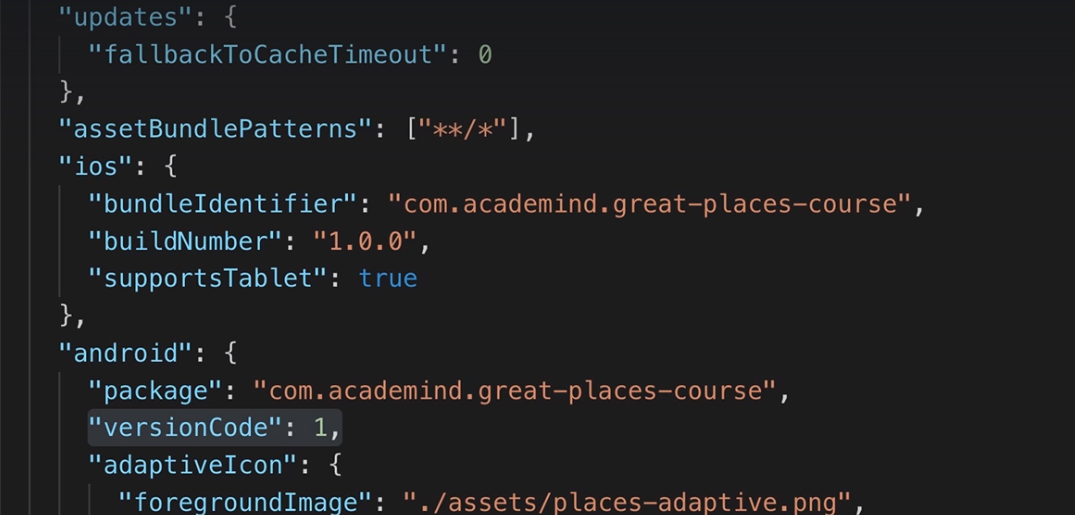 "updates": {
"fallbackToCacheTimeout": 0
},
"assetBundlePatterns": ["**/*"],
"ios": {
"bundleIdentifier": "com.academind.great-places-course",
"buildNumber": "1.0.0",
"supportsTablet": true
},
"android": {
"package": "com.academind.great-places-course",
"versionCode": 1,
"adaptiveIcon": {
"foregroundImage": "./assets/places-adaptive.png",